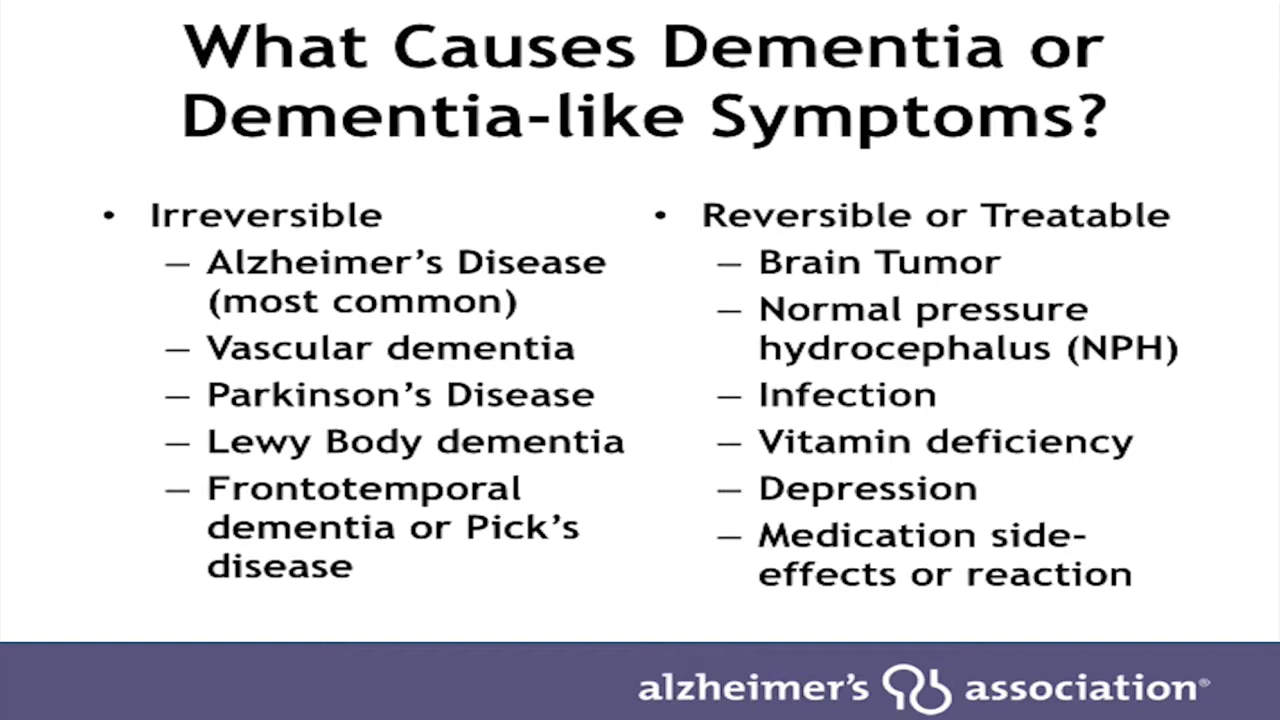 What Causes Dementia or
Dementia-like Symptoms?
• Irreversible
– Alzheimer's Disease
(most common)
– Vascular dementia
– Parkinson's Disease
– Lewy Body dementia
– Frontotemporal
dementia or Pick's
disease
• Reversible or Treatable
– Brain Tumor
– Normal pressure
hydrocephalus (NPH)
– Infection
– Vitamin deficiency
– Depression
– Medication side-
effects or reaction
alzheimer's association®